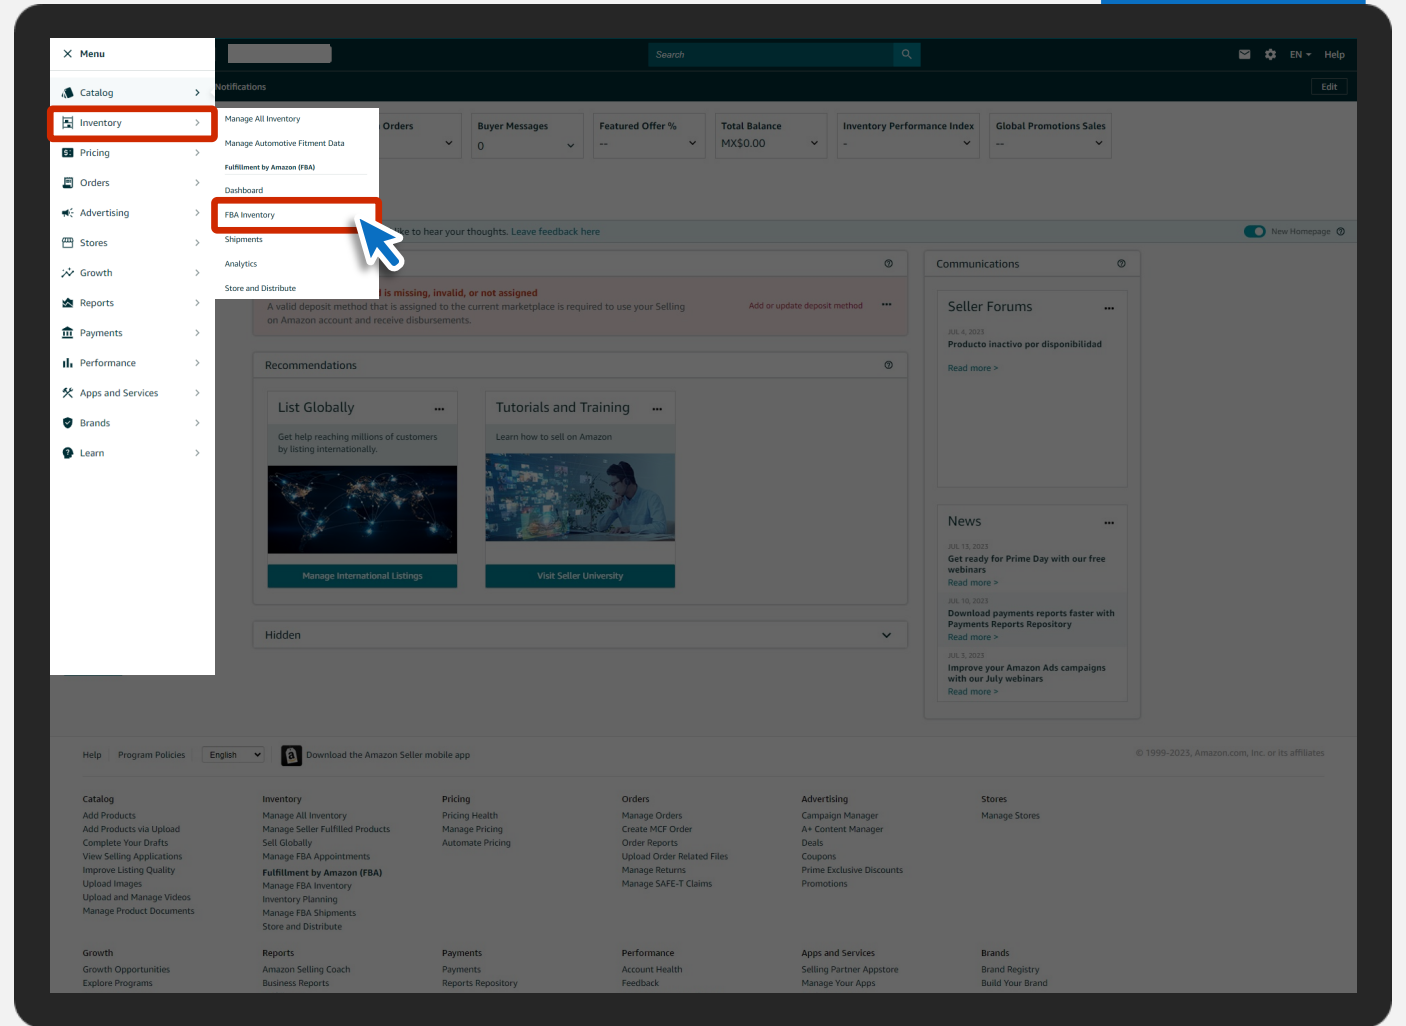 Menu
Search
EN
Help
Catalog
Notifications
Edit
Inventory
Pricing
Orders
Advertising
Stores
Growth
Reports
Payments
Performance
Apps and Services
Brands
Learn
Manage All Inventory
Manage Automotive Fitment Data
Fulfillment by Amazon (FBA)
Dashboard
FBA Inventory
Shipments
Analytics
Store and Distribute
Orders
Buyer Messages
0
Featured Offer %
--
Total Balance
MX$0.00
Inventory Performance Index
-
Global Promotions Sales
--
like to hear your thoughts. Leave feedback here
New Homepage
is missing, invalid, or not assigned
A valid deposit method that is assigned to the current marketplace is required to use your Selling
on Amazon account and receive disbursements.
Add or update deposit method
Recommendations
List Globally
Get help reaching millions of customers
by listing internationally.
Manage International Listings
Tutorials and Training
Learn how to sell on Amazon
Visit Seller University
Hidden
Communications
Seller Forums
JUL 4, 2023
Producto inactivo por disponibilidad
Read more >
News
JUL 13, 2023
Get ready for Prime Day with our free
webinars
Read more >
JUL 10, 2023
Download payments reports faster with
Payments Reports Repository
Read more >
JUL 5, 2023
Improve your Amazon Ads campaigns
with our July webinars
Read more >
Help
Program Policies
English
Download the Amazon Seller mobile app
© 1999-2023, Amazon.com, Inc. or its affiliates
Catalog
Add Products
Add Products via Upload
Complete Your Drafts
View Selling Applications
Improve Listing Quality
Upload Images
Upload and Manage Videos
Manage Product Documents
Inventory
Manage All Inventory
Manage Seller Fulfilled Products
Sell Globally
Manage FBA Appointments
Fulfillment by Amazon (FBA)
Manage FBA Inventory
Inventory Planning
Manage FBA Shipments
Store and Distribute
Pricing
Pricing Health
Manage Pricing
Automate Pricing
Orders
Manage Orders
Create MCF Order
Order Reports
Upload Order Related Files
Manage Returns
Manage SAFE-T Claims
Advertising
Campaign Manager
A+ Content Manager
Deals
Coupons
Prime Exclusive Discounts
Promotions
Stores
Manage Stores
Growth
Growth Opportunities
Explore Programs
Reports
Amazon Selling Coach
Business Reports
Payments
Payments
Reports Repository
Performance
Account Health
Feedback
Apps and Services
Selling Partner Appstore
Manage Your Apps
Brands
Brand Registry
Build Your Brand